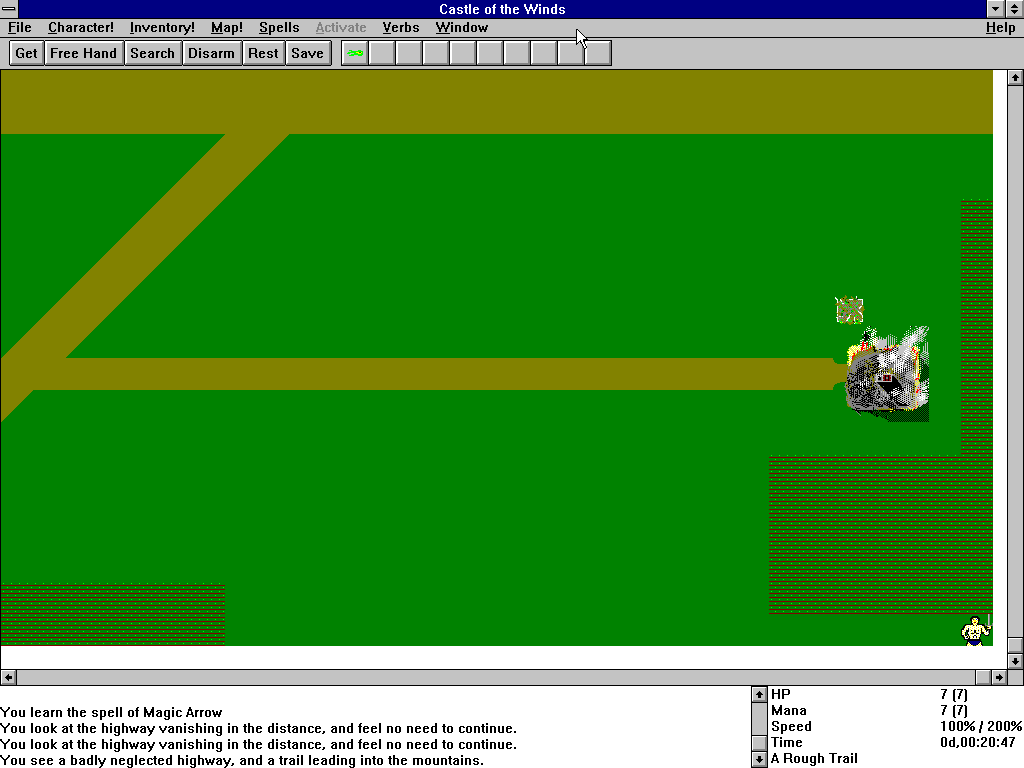 Castle of the Winds
File Character! Inventory! Map! Spells Activate Verbs Window Help
Get Free Hand Search Disarm Rest Save
You learn the spell of Magic Arrow
You look at the highway vanishing in the distance, and feel no need to continue.
You look at the highway vanishing in the distance, and feel no need to continue.
You see a badly neglected highway, and a trail leading into the mountains.
HP 7 (7)
Mana 7 (7)
Speed 100% / 200%
Time 0d,00:20:47
A Rough Trail